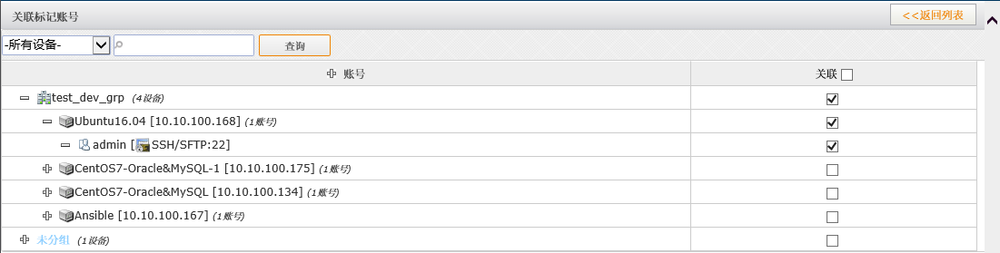 关联标记账号
<<返回列表
-所有设备- 查询
账号 关联
test_dev_grp (4设备)
Ubuntu16.04 [10.10.100.168] (1账号)
admin [SSH/SFTP:22]
CentOS7-Oracle&MySQL-1 [10.10.100.175] (1账号)
CentOS7-Oracle&MySQL [10.10.100.134] (1账号)
Ansible [10.10.100.167] (1账号)
未分组 (1设备)